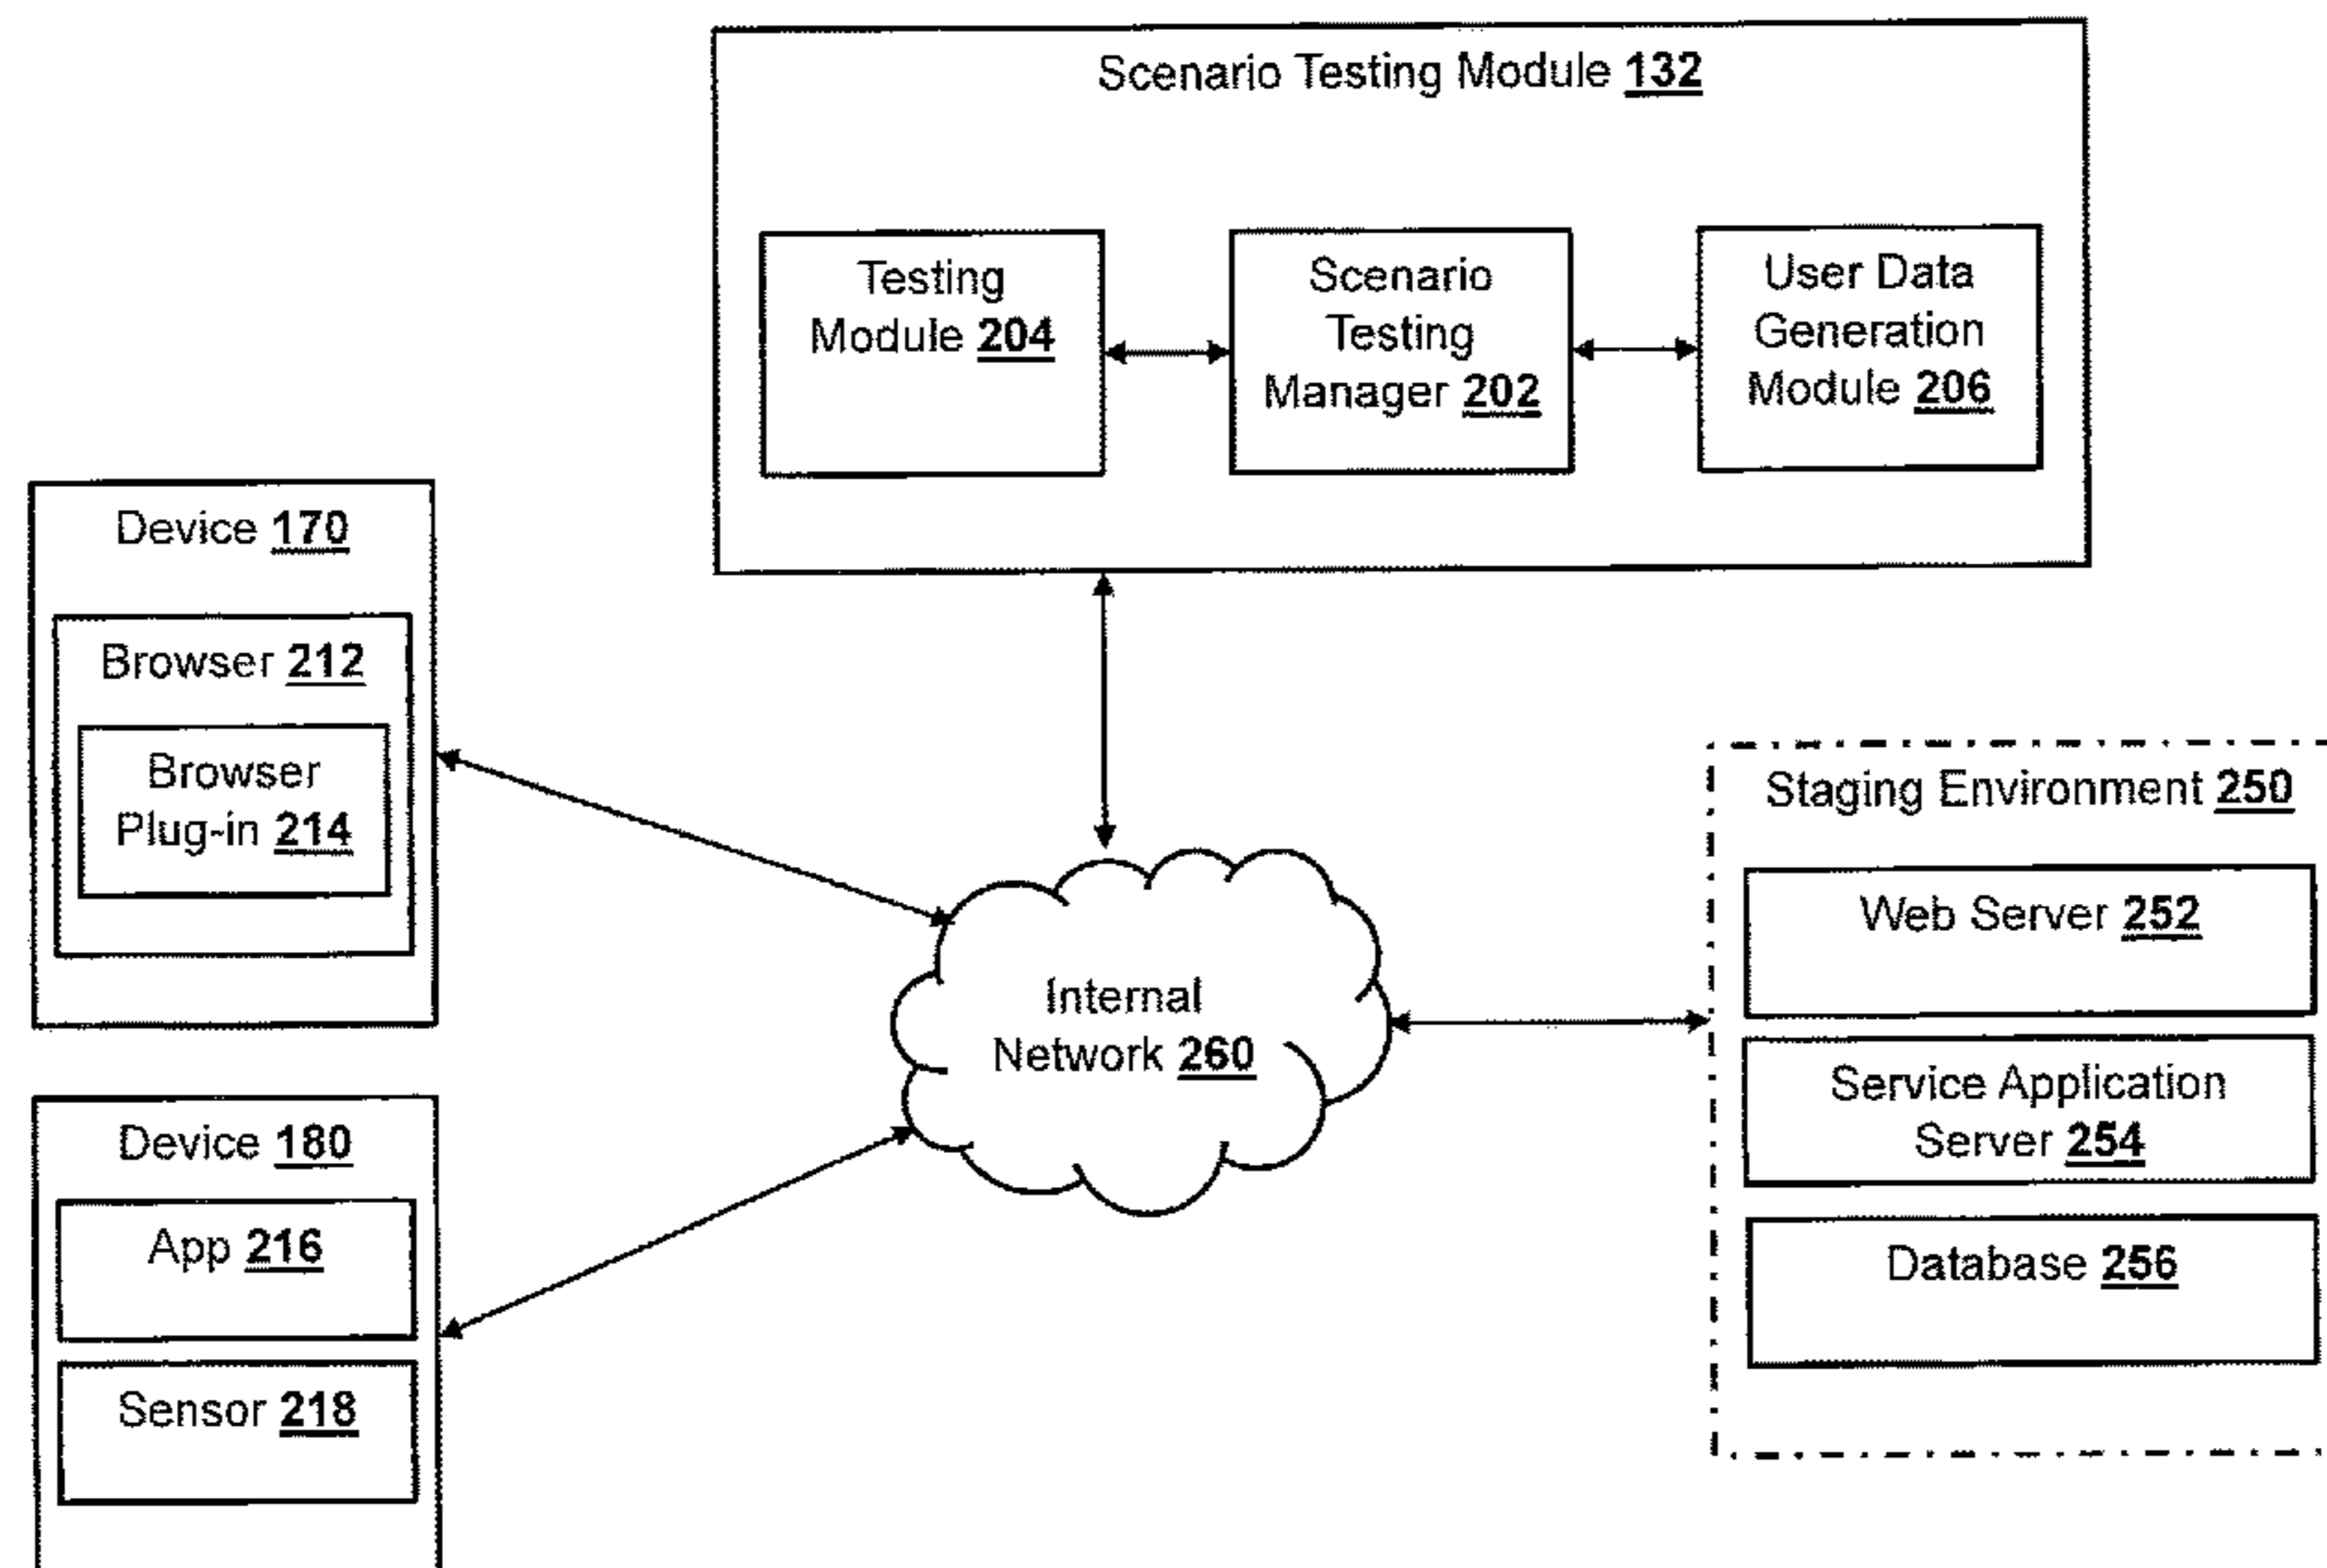 Scenario Testing Module 132
Testing
Module 204
Scenario
Testing
Manager 202
User Data
Generation
Module 206
Device 170
Browser 212
Browser
Plug-in 214
Staging Environment 250
Web Server 252
Service Application
Server 254
Database 256
Internal
Network 260
Device 180
App 216
Sensor 218